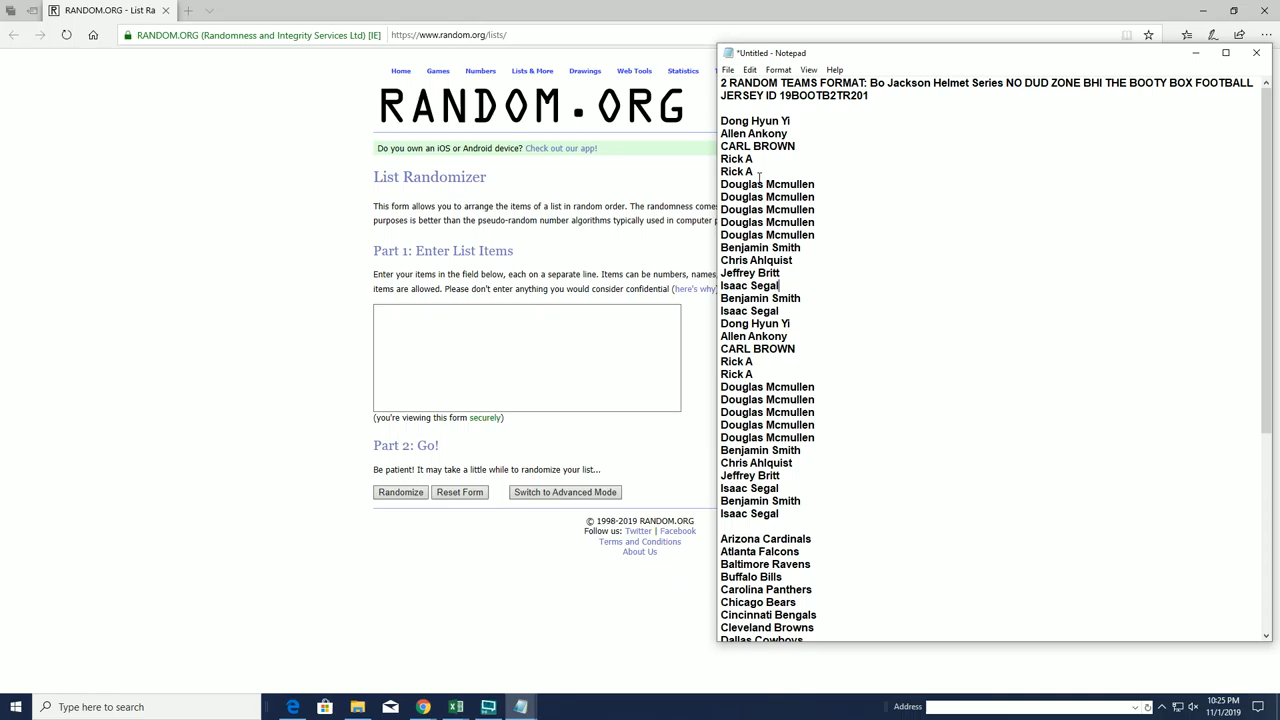 RANDOM.ORG - List Ra
RANDOM.ORG (Randomness and Integrity Services Ltd) [IE]
https://www.random.org/lists/
Home Games Numbers Lists & More Drawings Web Tools Statistics
RANDOM.ORG
Do you own an iOS or Android device? Check out our app!
List Randomizer
This form allows you to arrange the items of a list in random order. The randomness comes
purposes is better than the pseudo-random number algorithms typically used in computer
Part 1: Enter List Items
Enter your items in the field below, each on a separate line. Items can be numbers, names,
items are allowed. Please don't enter anything you would consider confidential (here's why
(you're viewing this form securely)
Part 2: Go!
Be patient! It may take a little while to randomize your list...
Randomize Reset Form Switch to Advanced Mode
© 1998-2019 RANDOM.ORG
Follow us: Twitter | Facebook
Terms and Conditions
About Us
*Untitled - Notepad
File Edit Format View Help
2 RANDOM TEAMS FORMAT: Bo Jackson Helmet Series NO DUD ZONE BHI THE BOOTY BOX FOOTBALL
JERSEY ID 19BOOTB2TR201
Dong Hyun Yi
Allen Ankony
CARL BROWN
Rick A
Rick A
Douglas Mcmullen
Douglas Mcmullen
Douglas Mcmullen
Douglas Mcmullen
Douglas Mcmullen
Benjamin Smith
Chris Ahlquist
Jeffrey Britt
Isaac Segal
Benjamin Smith
Isaac Segal
Dong Hyun Yi
Allen Ankony
CARL BROWN
Rick A
Rick A
Douglas Mcmullen
Douglas Mcmullen
Douglas Mcmullen
Douglas Mcmullen
Douglas Mcmullen
Benjamin Smith
Chris Ahlquist
Jeffrey Britt
Isaac Segal
Benjamin Smith
Isaac Segal
Arizona Cardinals
Atlanta Falcons
Baltimore Ravens
Buffalo Bills
Carolina Panthers
Chicago Bears
Cincinnati Bengals
Cleveland Browns
Dallas Cowboys
Type here to search
Address
10:25 PM
11/1/2019